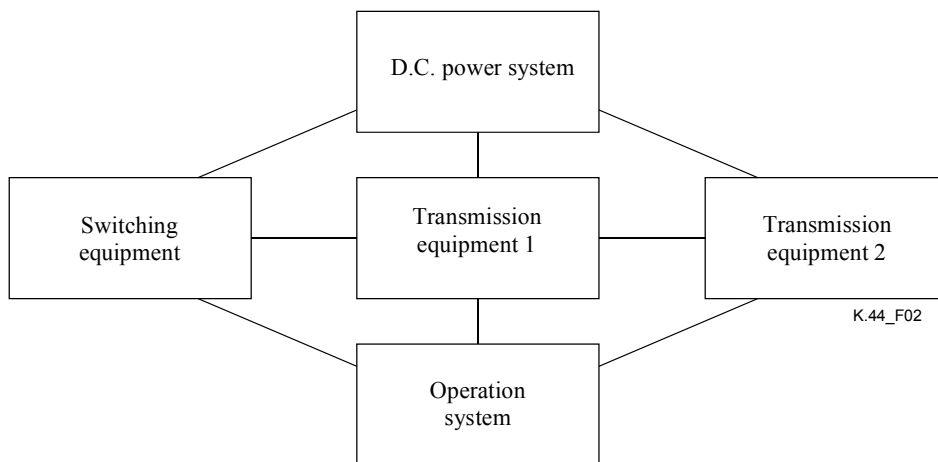 D.C. power system
Switching
equipment
Transmission
equipment 1
Transmission
equipment 2
K.44_F02
Operation
system